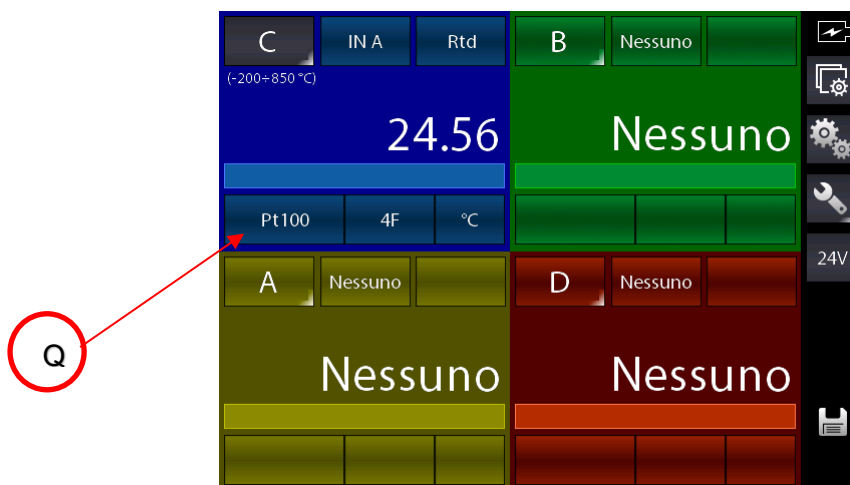 C IN A Rtd
(-200÷850 °C)
24.56
Pt100 4F °C
B Nessuno
Nessuno
A Nessuno
Nessuno
D Nessuno
Nessuno
24V
Q